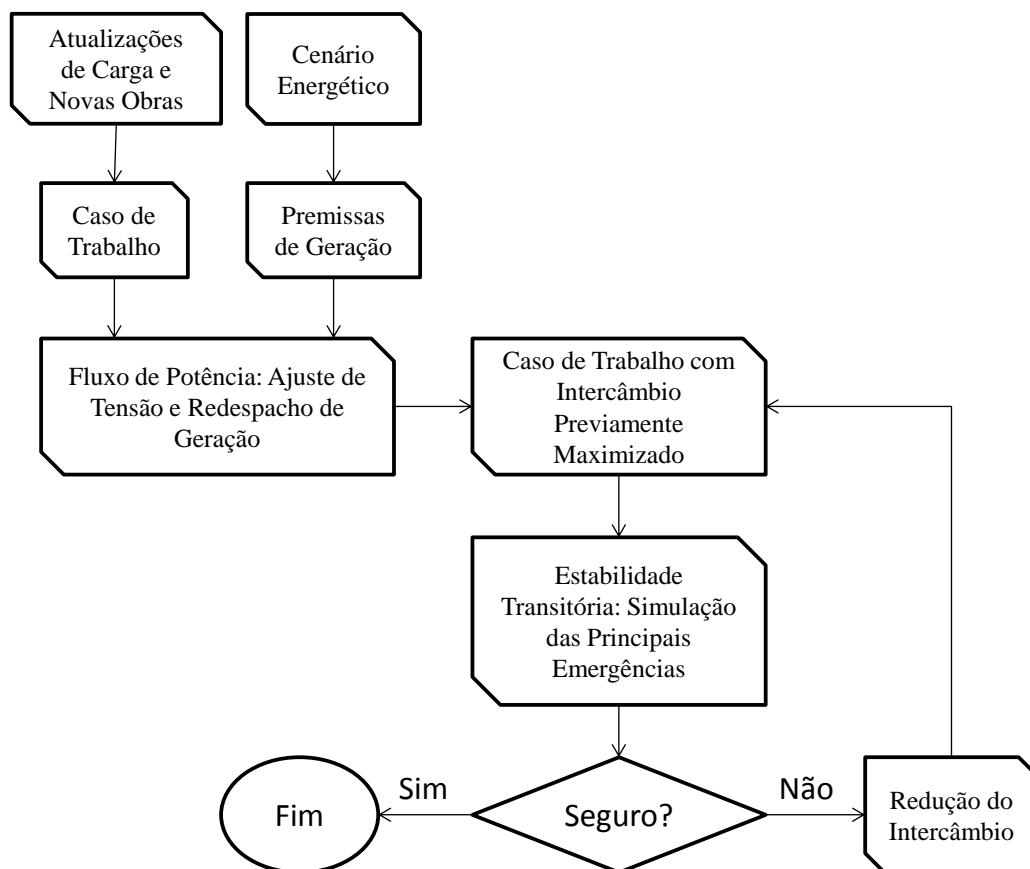 Atualizações
de Carga e
Novas Obras
Cenário
Energético
Caso de
Trabalho
Premissas
de Geração
Fluxo de Potência: Ajuste de
Tensão e Redespacho de
Geração
Caso de Trabalho com
Intercâmbio
Previamente
Maximizado
Estabilidade
Transitória: Simulação
das Principais
Emergências
Fim
Sim
Seguro?
Não
Redução do
Intercâmbio